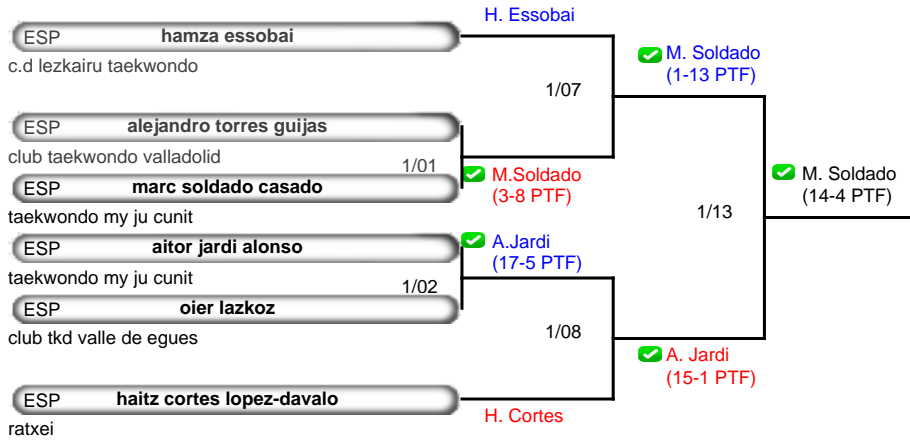 H. Essobai
ESP hamza essobai
c.d lezkairu taekwondo
M. Soldado
(1-13 PTF)
1/07
ESP alejandro torres guijas
club taekwondo valladolid
1/01
ESP marc soldado casado
M.Soldado
(3-8 PTF)
taekwondo my ju cunit
M. Soldado
(14-4 PTF)
1/13
ESP aitor jardi alonso
A.Jardi
(17-5 PTF)
taekwondo my ju cunit
1/02
ESP oier lazkoz
club tkd valle de egues
1/08
A. Jardi
(15-1 PTF)
ESP haitz cortes lopez-davalo
H. Cortes
ratxei